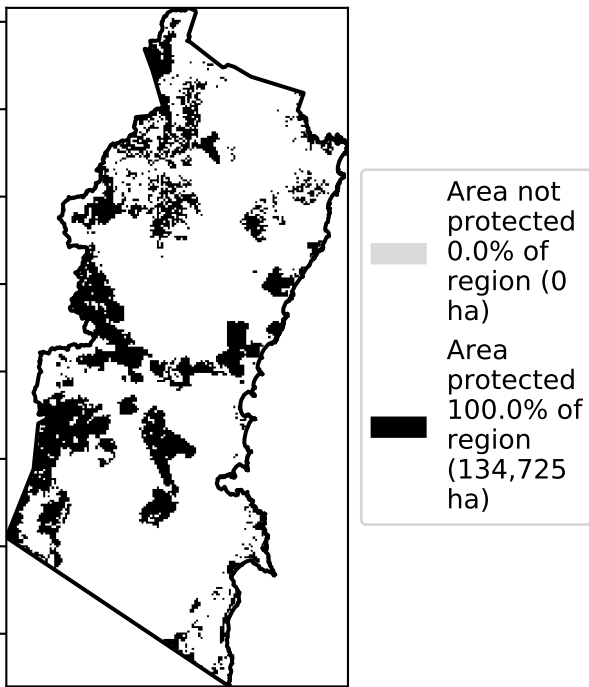 Area not
protected
0.0% of
region (0
ha)
Area
protected
100.0% of
region
(134,725
ha)